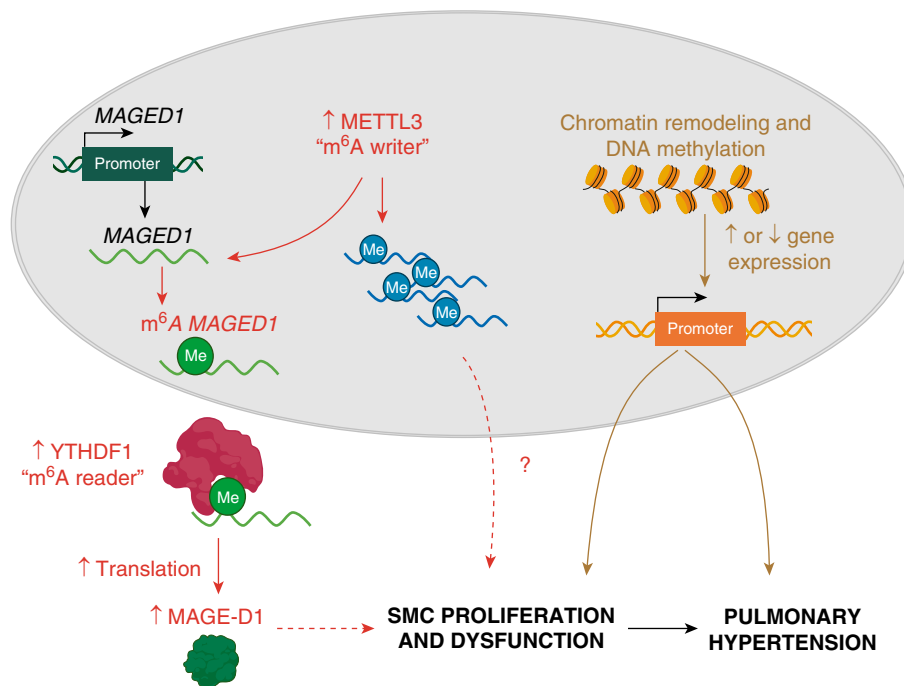 MAGED1
Promoter
MAGED1
m⁶A MAGED1
Me
↑ METTL3
“m⁶A writer”
Me
Me
Me
Me
Chromatin remodeling and
DNA methylation
↑ or ↓ gene
expression
Promoter
↑ YTHDF1
“m⁶A reader”
Me
?
↑ Translation
↑ MAGE-D1
SMC PROLIFERATION
AND DYSFUNCTION
PULMONARY
HYPERTENSION